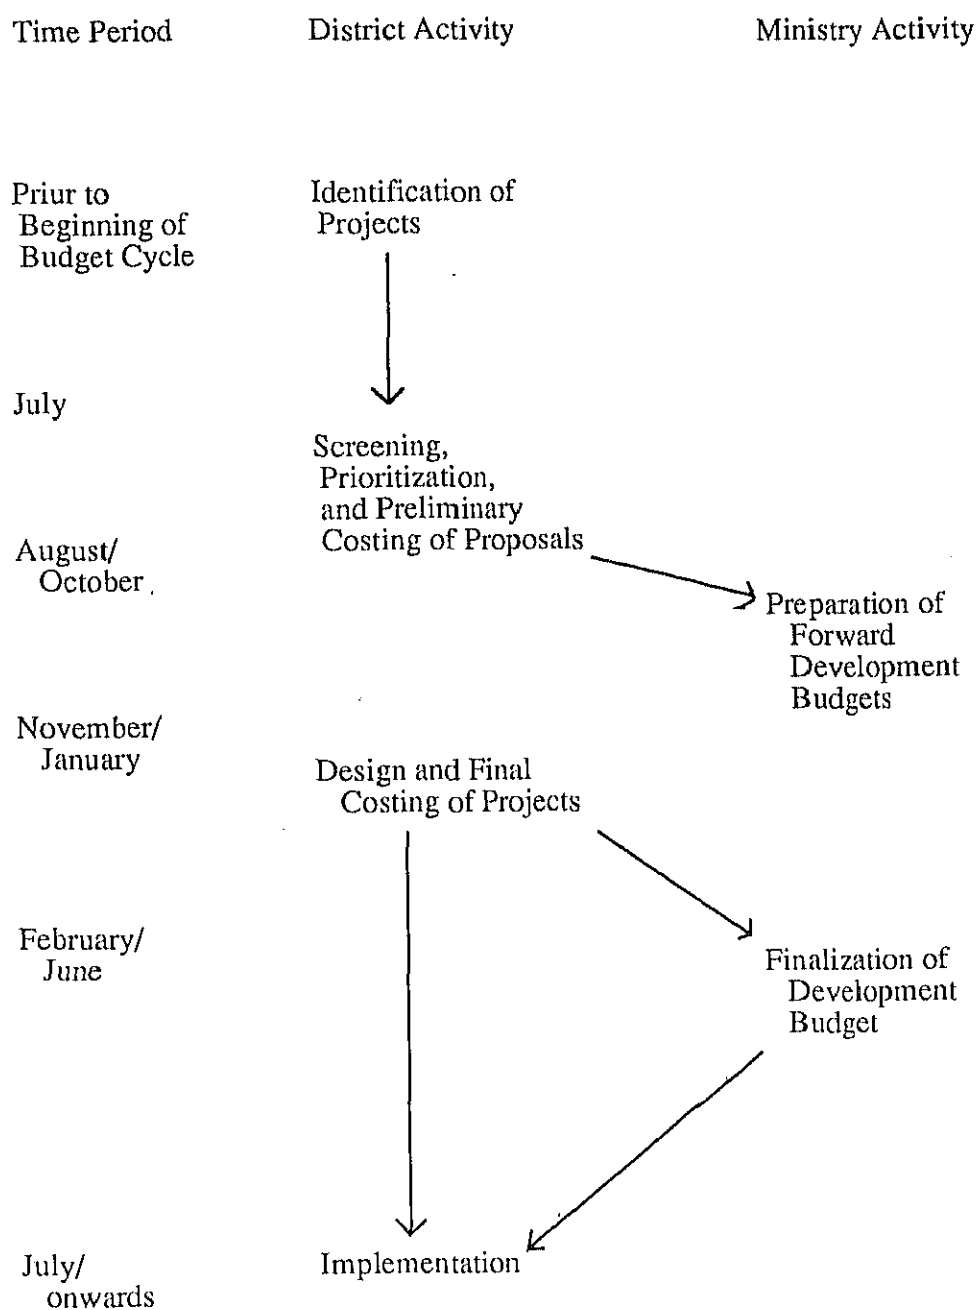 Time Period District Activity Ministry Activity
Priur to
Beginning of
Budget Cycle
Identification of
Projects
July
Screening,
Prioritization,
and Preliminary
Costing of Proposals
August/
October
Preparation of
Forward
Development
Budgets
November/
January
Design and Final
Costing of Projects
February/
June
Finalization of
Development
Budget
July/
onwards
Implementation